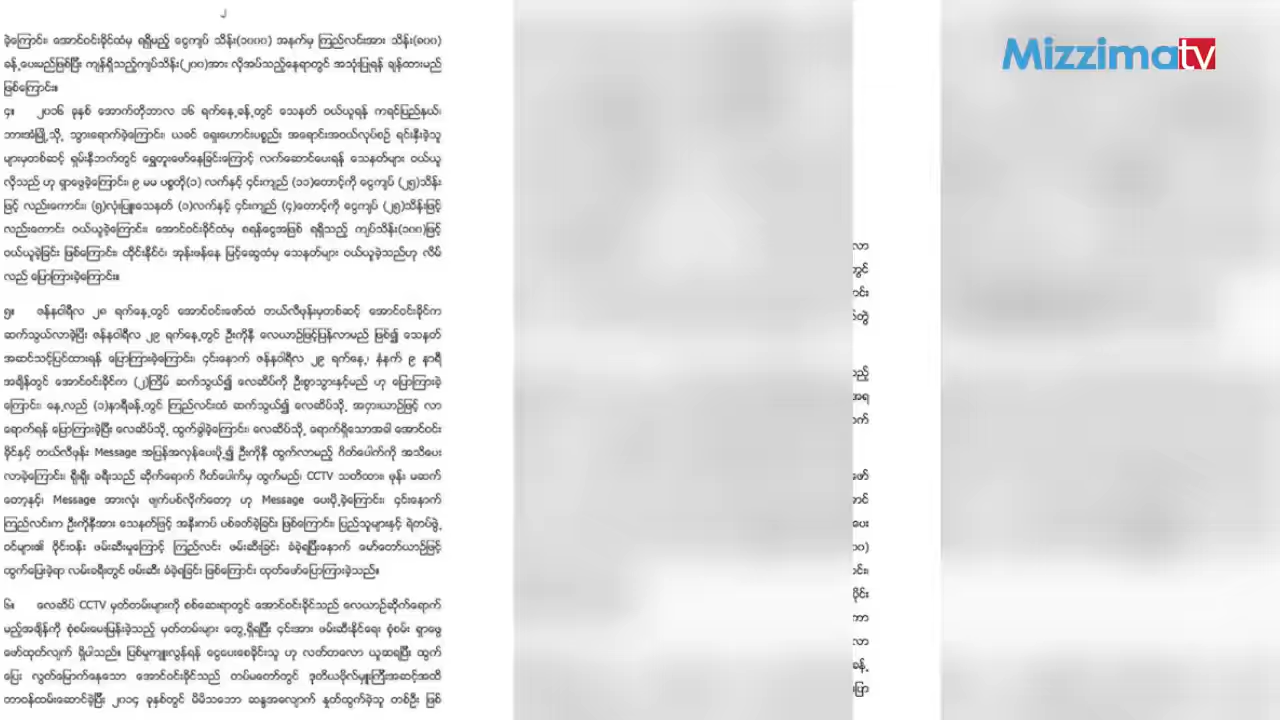 ၂
ခဲ့ကြောင်း၊ အောင်ဝင်းခိုင်ထံမှ ရရှိမည့် ငွေကျပ် သိန်း(၁၀၀၀) အနက်မှ ကြည်လင်းအား သိန်း(၈၀၀)
ခန့်ပေးမည်ဖြစ်ပြီး ကျန်ရှိသည့်ကျပ်သိန်း(၂၀၀)အား လိုအပ်သည့်နေရာတွင် အသုံးပြုရန် ချန်ထားမည်
ဖြစ်ကြောင်း။
၄။ ၂၀၁၆ ခုနှစ် အောက်တိုဘာလ ၁၆ ရက်နေ့ခန့်တွင် သေနတ် ဝယ်ယူရန် ကရင်ပြည်နယ်၊
ဘားအံမြို့သို့ သွားရောက်ခဲ့ကြောင်း၊ ယခင် ရှေးဟောင်းပစ္စည်း အရောင်းအဝယ်လုပ်စဉ် ရင်းနှီးခဲ့သူ
များမှတစ်ဆင့် ရှမ်းနီဘက်တွင် ရွှေတူးဖော်နေခြင်းကြောင့် လက်ဆောင်ပေးရန် သေနတ်များ ဝယ်ယူ
လိုသည် ဟု ရှာဖွေခဲ့ကြောင်း၊ ၉ မမ ပစ္စတို(၁) လက်နှင့် ၎င်းကျည် (၁၁)တောင့်ကို ငွေကျပ် (၂၅)သိန်း
ဖြင့် လည်းကောင်း၊ (၅)လုံးပြူးသေနတ် (၁)လက်နှင့် ၎င်းကျည် (၄)တောင့်ကို ငွေကျပ် (၂၅)သိန်းဖြင့်
လည်းကောင်း ဝယ်ယူခဲ့ကြောင်း၊ အောင်ဝင်းခိုင်ထံမှ စရန်ငွေအဖြစ် ရရှိသည့် ကျပ်သိန်း(၁၀၀)ဖြင့်
ဝယ်ယူခဲ့ခြင်း ဖြစ်ကြောင်း၊ ထိုင်းနိုင်ငံ၊ အုန်းဖန်နေ မြင့်ဆွေထံမှ သေနတ်များ ဝယ်ယူခဲ့သည်ဟု လိမ်
လည် ပြောကြားခဲ့ကြောင်း။
၅။ ဇန်နဝါရီလ ၂၈ ရက်နေ့တွင် အောင်ဝင်းဇော်ထံ တယ်လီဖုန်းမှတစ်ဆင့် အောင်ဝင်းခိုင်က
ဆက်သွယ်လာခဲ့ပြီး ဇန်နဝါရီလ ၂၉ ရက်နေ့တွင် ဦးကိုနီ လေယာဉ်ဖြင့်ပြန်လာမည် ဖြစ်၍ သေနတ်
အဆင်သင့်ပြင်ထားရန် ပြောကြားခဲ့ကြောင်း၊ ၎င်းနောက် ဇန်နဝါရီလ ၂၉ ရက်နေ့၊ နံနက် ၉ နာရီ
အချိန်တွင် အောင်ဝင်းခိုင်က (၂)ကြိမ် ဆက်သွယ်၍ လေဆိပ်ကို ဦးစွာသွားနှင့်မည် ဟု ပြောကြားခဲ့
ကြောင်း၊ နေ့လည် (၁)နာရီခန့်တွင် ကြည်လင်းထံ ဆက်သွယ်၍ လေဆိပ်သို့ အငှားယာဉ်ဖြင့် လာ
ရောက်ရန် ပြောကြားခဲ့ပြီး လေဆိပ်သို့ ထွက်ခွါခဲ့ကြောင်း၊ လေဆိပ်သို့ ရောက်ရှိသောအခါ အောင်ဝင်း
ခိုင်နှင့် တယ်လီဖုန်း Message အပြန်အလှန်ပေးပို့၍ ဦးကိုနီ ထွက်လာမည့် ဂိတ်ပေါက်ကို အသိပေး
လာခဲ့ကြောင်း၊ ရိုးရိုး ခရီးသည် ဆိုက်ရောက် ဂိတ်ပေါက်မှ ထွက်မည်၊ CCTV သတိထား၊ ဖုန်း မဆက်
တော့နှင့်၊ Message အားလုံး ဖျက်ပစ်လိုက်တော့ ဟု Message ပေးပို့ခဲ့ကြောင်း၊ ၎င်းနောက်
ကြည်လင်းက ဦးကိုနီအား သေနတ်ဖြင့် အနီးကပ် ပစ်ခတ်ခဲ့ခြင်း ဖြစ်ကြောင်း၊ ပြည်သူများနှင့် ရဲတပ်ဖွဲ့
ဝင်များ၏ ဝိုင်းဝန်း ဖမ်းဆီးမှုကြောင့် ကြည်လင်း ဖမ်းဆီးခြင်း ခံခဲ့ရပြီးနောက် မော်တော်ယာဉ်ဖြင့်
ထွက်ပြေးခဲ့ရာ လမ်းခရီးတွင် ဖမ်းဆီး ခံခဲ့ရခြင်း ဖြစ်ကြောင်း ထုတ်ဖော်ပြောကြားခဲ့သည်။
၆။ လေဆိပ် CCTV မှတ်တမ်းများကို စစ်ဆေးရာတွင် အောင်ဝင်းခိုင်သည် လေယာဉ်ဆိုက်ရောက်
မည့်အချိန်ကို စုံစမ်းမေးမြန်းခဲ့သည့် မှတ်တမ်းများ တွေ့ရှိရပြီး ၎င်းအား ဖမ်းဆီးနိုင်ရေး စုံစမ်း ရှာဖွေ
ဖော်ထုတ်လျက် ရှိပါသည်။ ပြစ်မှုကျူးလွန်ရန် ငွေပေးစေခိုင်းသူ ဟု လတ်တလော ယူဆရပြီး ထွက်
ပြေး လွတ်မြောက်နေသော အောင်ဝင်းခိုင်သည် တပ်မတော်တွင် ဒုတိယဗိုလ်မှူးကြီးအဆင့်အထိ
တာဝန်ထမ်းဆောင်ခဲ့ပြီး ၂၀၁၄ ခုနှစ်တွင် မိမိသဘော ဆန္ဒအလျောက် နှုတ်ထွက်ခဲ့သူ တစ်ဦး ဖြစ်
Mizzima tv